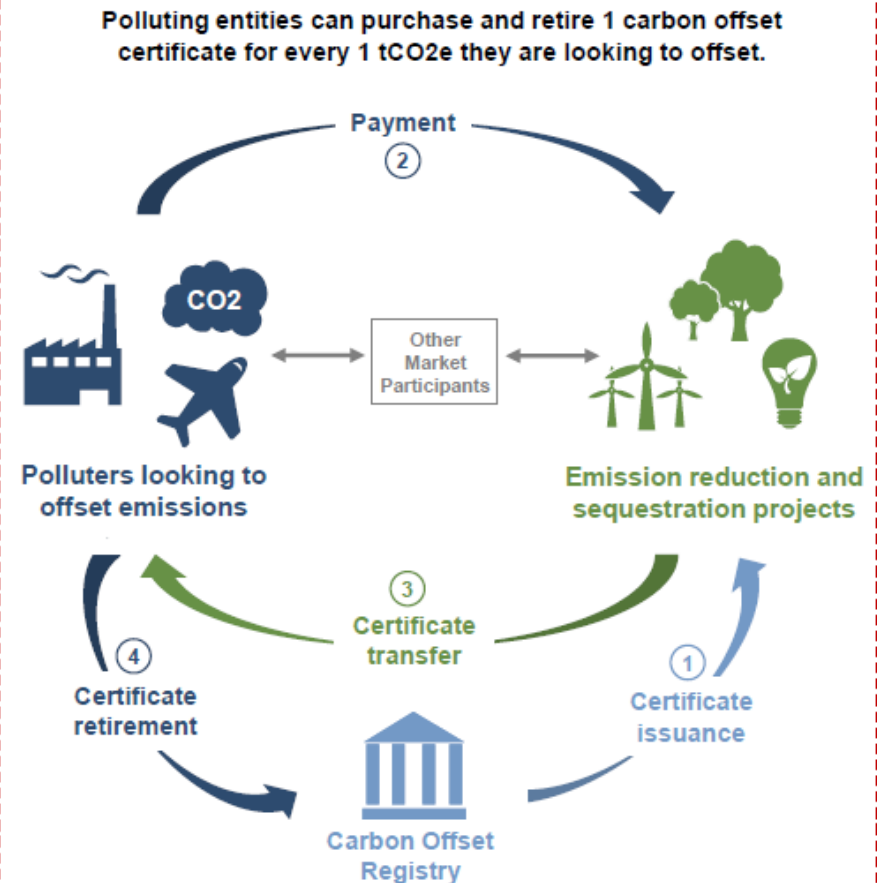 Polluting entities can purchase and retire 1 carbon offset
certificate for every 1 tCO2e they are looking to offset.
Payment
2
CO2
Other
Market
Participants
Polluters looking to
offset emissions
Emission reduction and
sequestration projects
3
Certificate
transfer
4
Certificate
retirement
1
Certificate
issuance
Carbon Offset
Registry